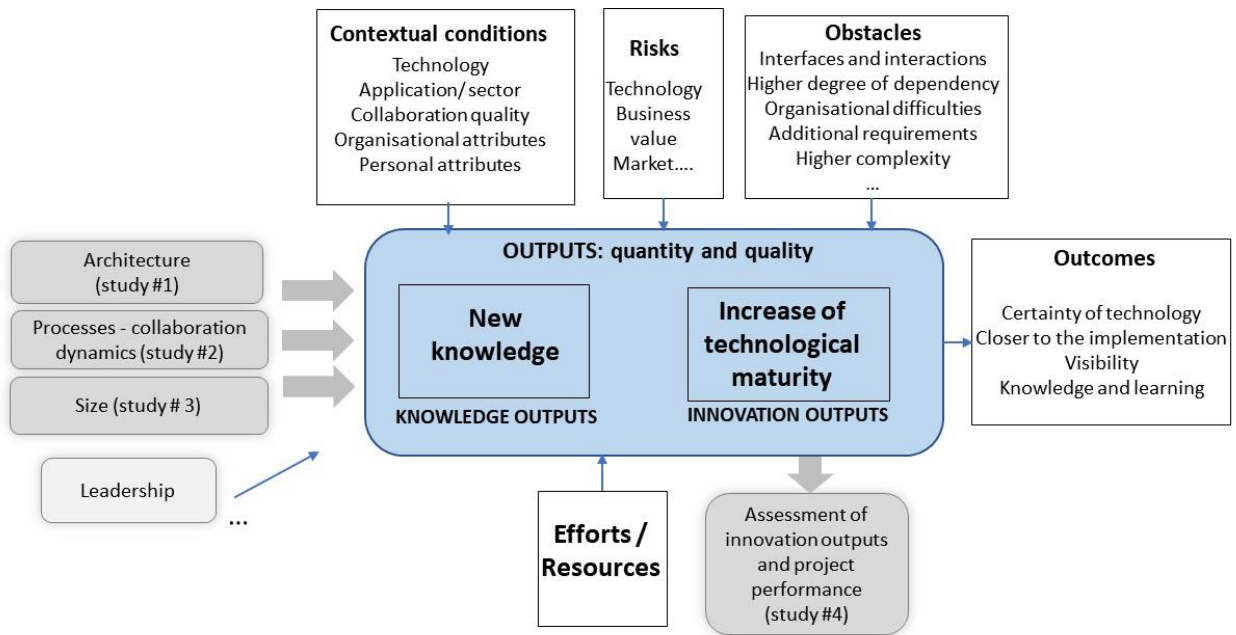 Contextual conditions
Technology
Application/ sector
Collaboration quality
Organisational attributes
Personal attributes
Risks
Technology
Business
value
Market....
Obstacles
Interfaces and interactions
Higher degree of dependency
Organisational difficulties
Additional requirements
Higher complexity
...
Architecture
(study #1)
Processes - collaboration
dynamics (study #2)
Size (study # 3)
Leadership
...
OUTPUTS: quantity and quality
New
knowledge
KNOWLEDGE OUTPUTS
Increase of
technological
maturity
INNOVATION OUTPUTS
Outcomes
Certainty of technology
Closer to the implementation
Visibility
Knowledge and learning
Efforts /
Resources
Assessment of
innovation outputs
and project
performance
(study #4)